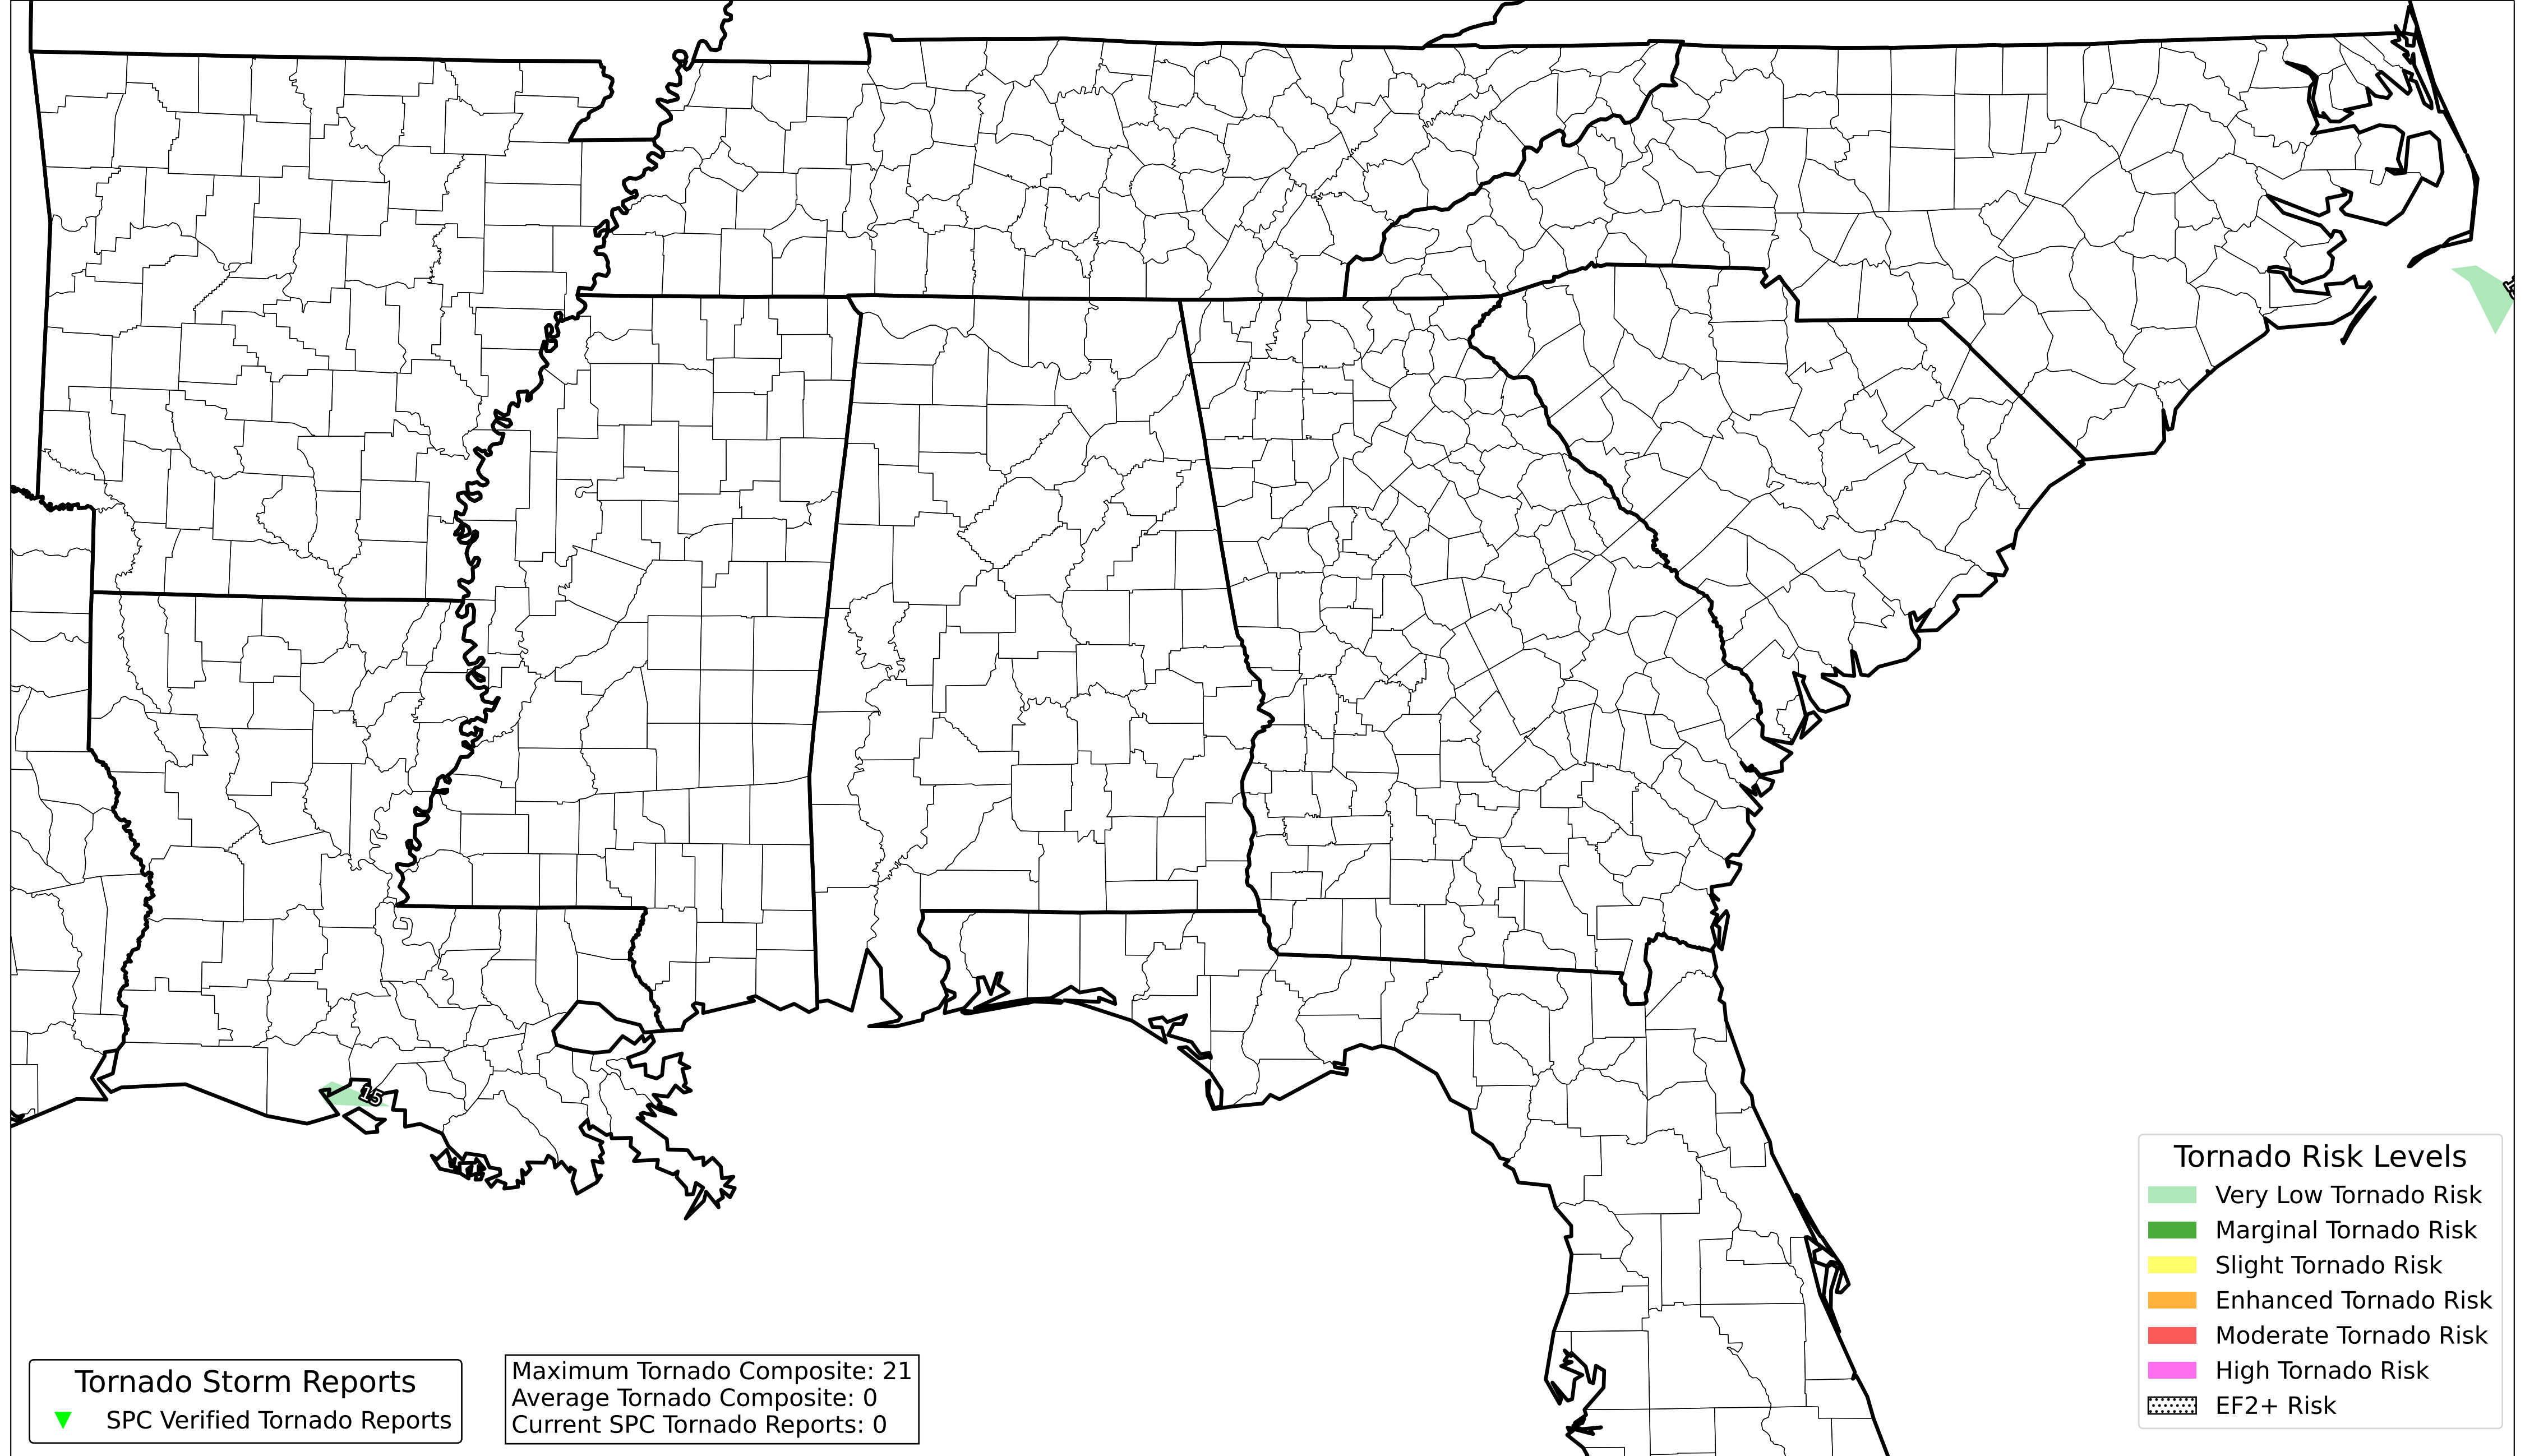 15
Tornado Risk Levels
Very Low Tornado Risk
Marginal Tornado Risk
Slight Tornado Risk
Enhanced Tornado Risk
Moderate Tornado Risk
High Tornado Risk
EF2+ Risk
Tornado Storm Reports
SPC Verified Tornado Reports
Maximum Tornado Composite: 21
Average Tornado Composite: 0
Current SPC Tornado Reports: 0